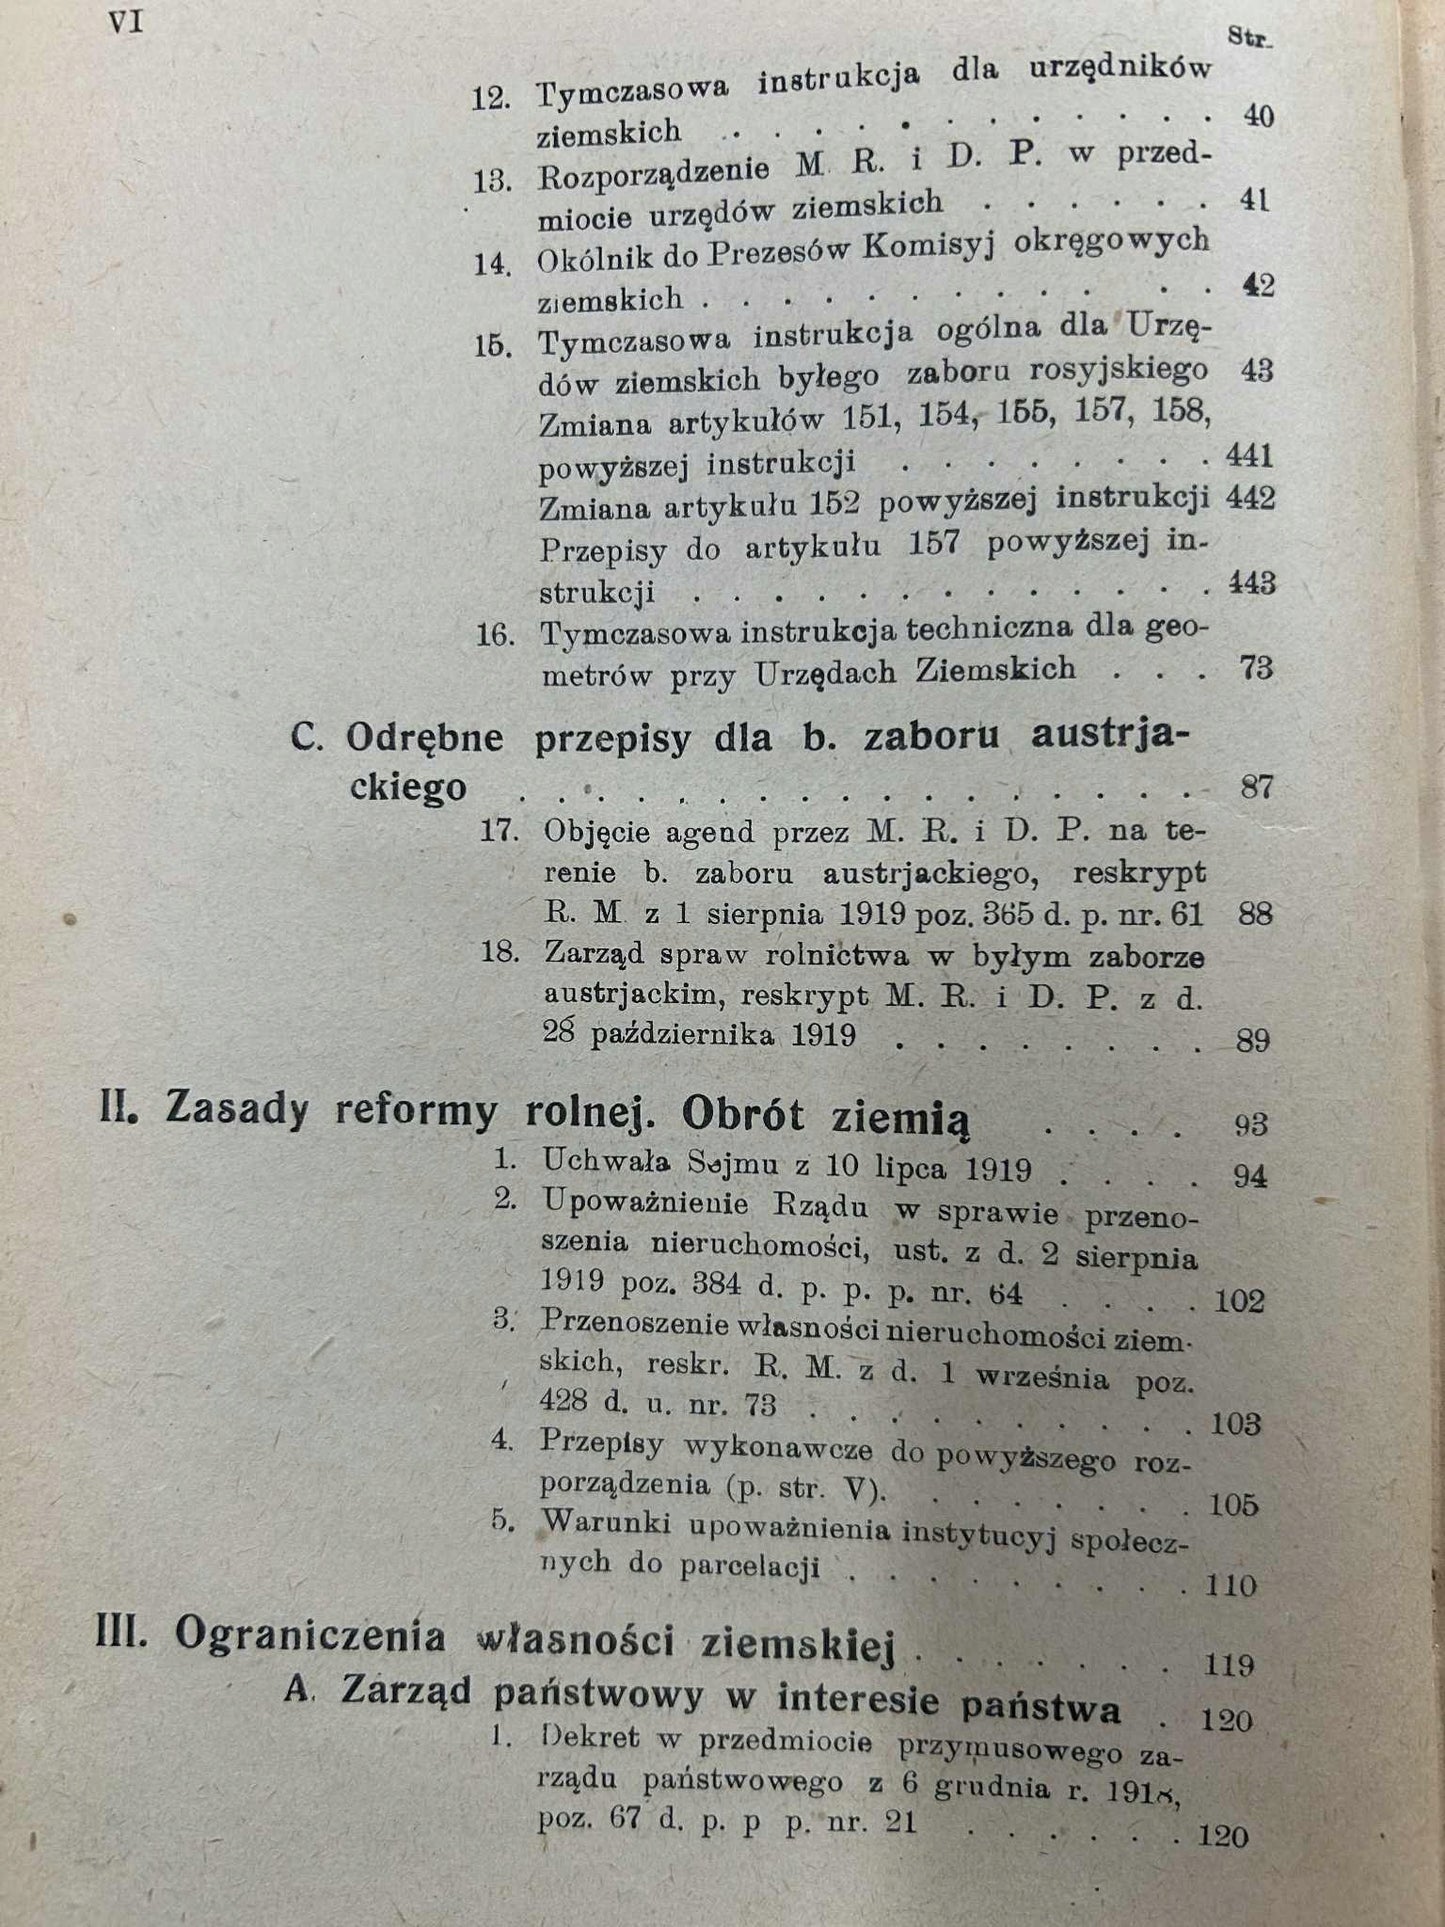 VI
Str.
12. Tymczasowa instrukcja dla urzędników
ziemskich . . . . . . . . . . . . 40
13. Rozporządzenie M. R. i D. P. w przed-
miocie urzędów ziemskich . . . . . . 41
14. Okólnik do Prezesów Komisyj okręgowych
ziemskich . . . . . . . . . . . . 42
15. Tymczasowa instrukcja ogólna dla Urzę-
dów ziemskich byłego zaboru rosyjskiego 43
Zmiana artykułów 151, 154, 155, 157, 158,
powyższej instrukcji . . . . . . . . 441
Zmiana artykułu 152 powyższej instrukcji 442
Przepisy do artykułu 157 powyższej in-
strukcji . . . . . . . . . . . . . 443
16. Tymczasowa instrukcja techniczna dla geo-
metrów przy Urzędach Ziemskich . . . 73
C. Odrębne przepisy dla b. zaboru austrja-
ckiego . . . . . . . . . . . . . . . . . 87
17. Objęcie agend przez M. R. i D. P. na te-
renie b. zaboru austrjackiego, reskrypt
R. M. z 1 sierpnia 1919 poz. 365 d. p. nr. 61 88
18. Zarząd spraw rolnictwa w byłym zaborze
austrjackim, reskrypt M. R. i D. P. z d.
28 października 1919 . . . . . . . . 89
II. Zasady reformy rolnej. Obrót ziemią . . . . 93
1. Uchwała Sejmu z 10 lipca 1919 . . . . 94
2. Upoważnienie Rządu w sprawie przeno-
szenia nieruchomości, ust. z d. 2 sierpnia
1919 poz. 384 d. p. p. p. nr. 64 . . . . 102
3. Przenoszenie własności nieruchomości ziem-
skich, reskr. R. M. z d. 1 września poz.
428 d. u. nr. 73 . . . . . . . . . . 103
4. Przepisy wykonawcze do powyższego roz-
porządzenia (p. str. V). . . . . . . . 105
5. Warunki upoważnienia instytucyj społecz-
nych do parcelacji . . . . . . . . . 110
III. Ograniczenia własności ziemskiej . . . . . . . 119
A. Zarząd państwowy w interesie państwa . 120
1. Dekret w przedmiocie przymusowego za-
rządu państwowego z 6 grudnia r. 1918,
poz. 67 d. p. p p. nr. 21 . . . . . . 120